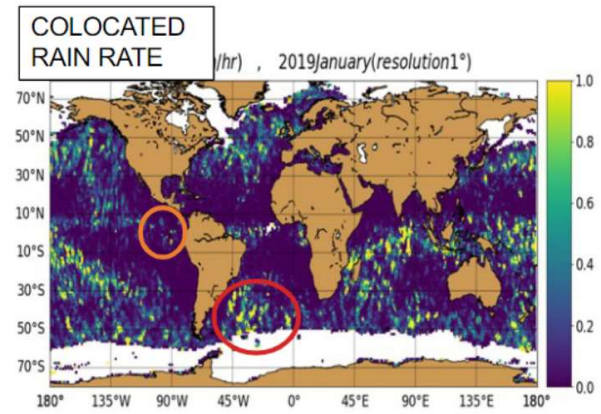 COLOCATED
RAIN RATE
/hr) , 2019January(resolution1°)
70°N
50°N
30°N
10°N
10°S
30°S
50°S
70°S
180° 135°W 90°W 45°W 0° 45°E 90°E 135°E 180°
1.0
0.8
0.6
0.4
0.2
0.0